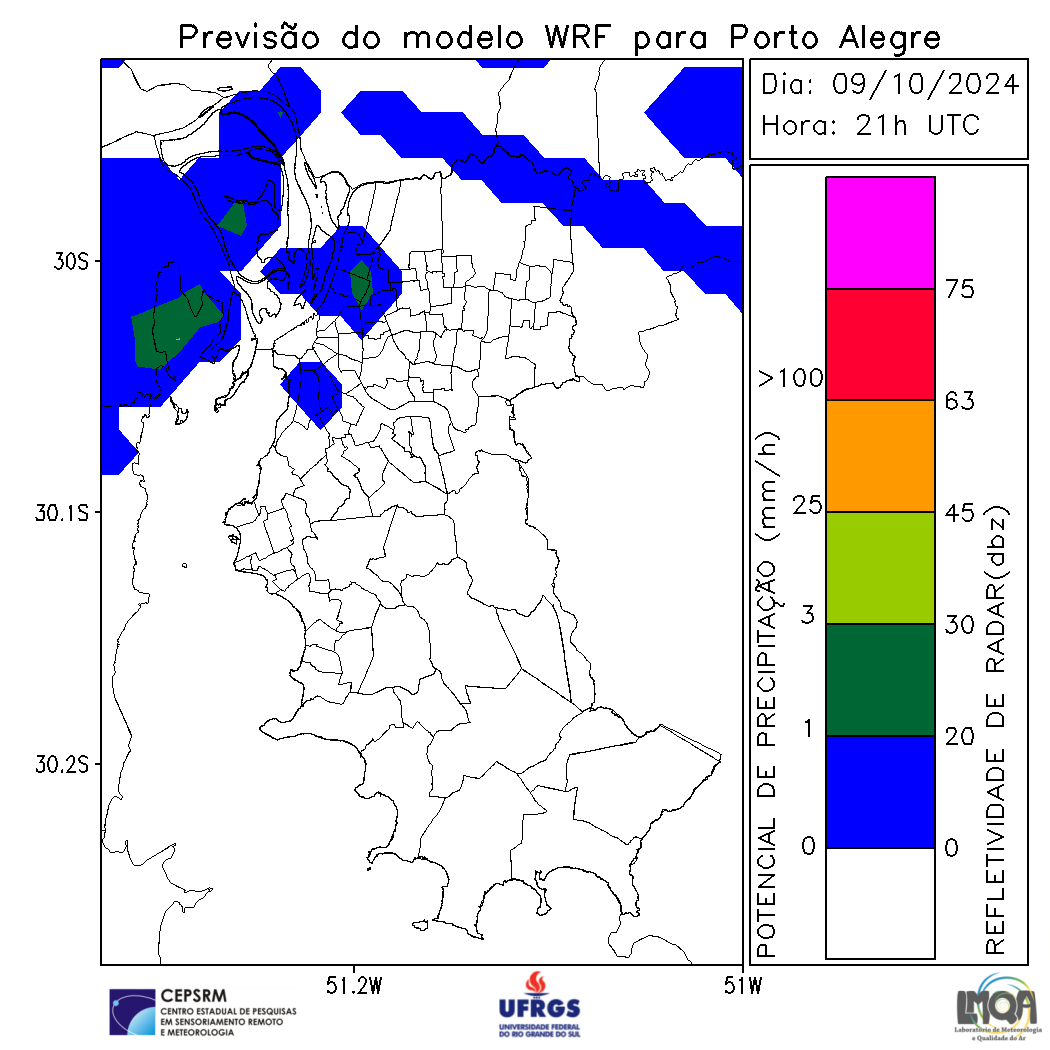 Previsão do modelo WRF para Porto Alegre
Dia: 09/10/2024
Hora: 21h UTC
30S
30.1S
30.2S
51.2W
51W
POTENCIAL DE PRECIPITAÇÃO (mm/h)
>100
25
3
1
0
75
63
45
30
20
0
REFLETIVIDADE DE RADAR(dbz)
CEPSRM
CENTRO ESTADUAL DE PESQUISAS
EM SENSORIAMENTO REMOTO
E METEOROLOGIA
UFRGS
UNIVERSIDADE FEDERAL
DO RIO GRANDE DO SUL
LMQA
Laboratório de Meteorologia
e Qualidade do Ar